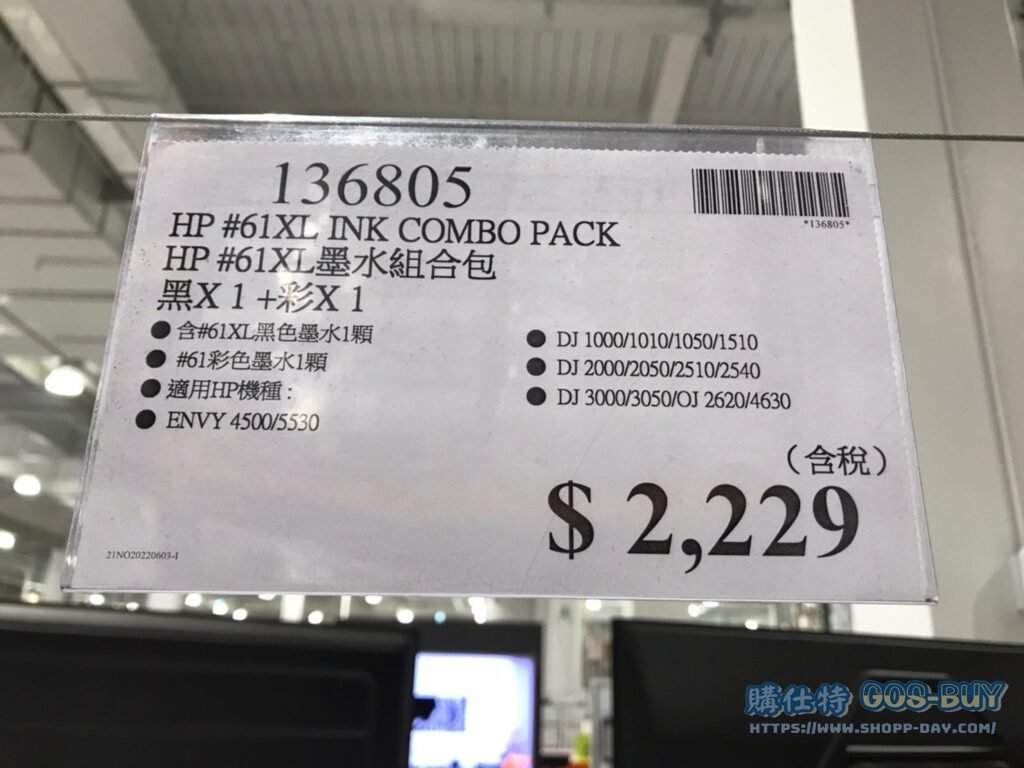 136805
*136805*
HP #61XL INK COMBO PACK
HP #61XL墨水組合包
黑X 1 +彩X 1
● 含#61XL黑色墨水1顆
● #61彩色墨水1顆
● 適用HP機種 :
● ENVY 4500/5530
● DJ 1000/1010/1050/1510
● DJ 2000/2050/2510/2540
● DJ 3000/3050/OJ 2620/4630
（含稅）
$ 2,229
21NO20220603-1
購仕特 GOS-BUY
HTTPS://WWW.SHOPP-DAY.COM/